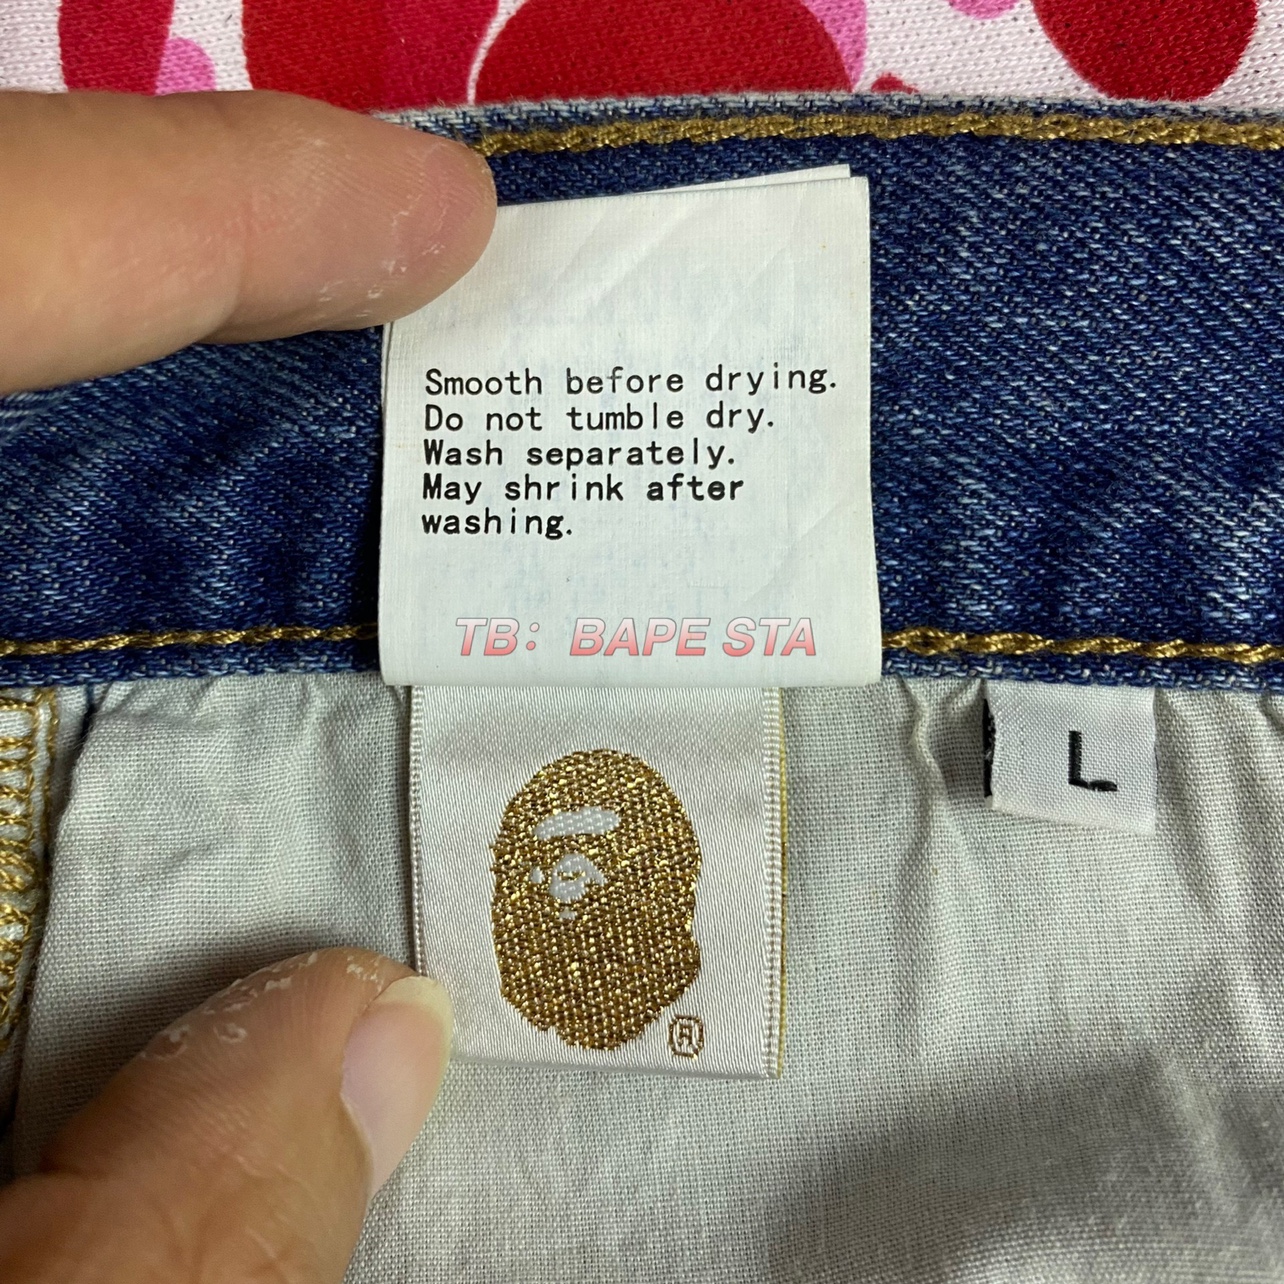 Smooth before drying.
Do not tumble dry.
Wash separately.
May shrink after
washing.
TB: BAPE STA
L
®